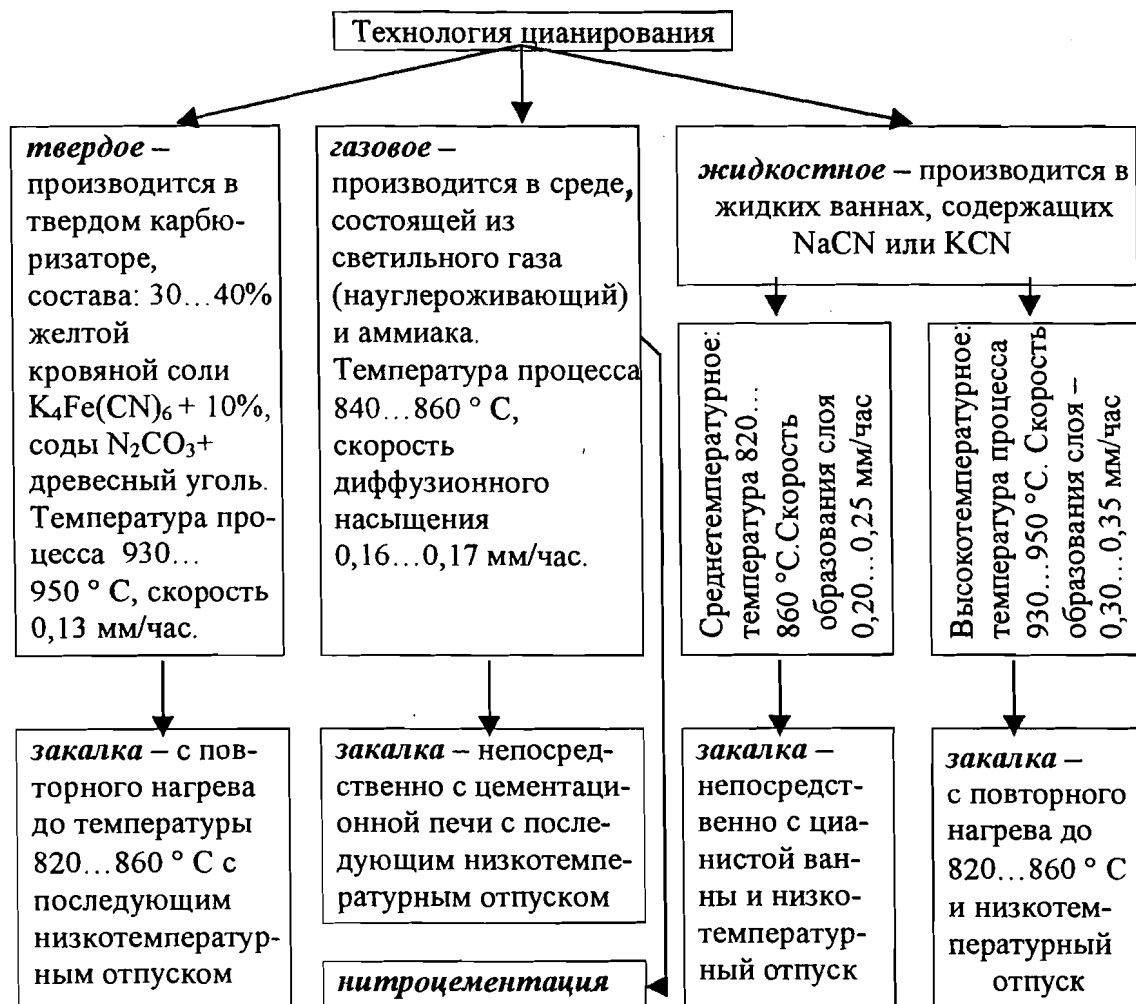 Технология цианирования
твердое –
производится в
твердом карбю-
ризаторе,
состава: 30…40%
желтой
кровяной соли
K₄Fe(CN)₆ + 10%,
соды N₂CO₃+
древесный уголь.
Температура про-
цесса 930…
950 ° С, скорость
0,13 мм/час.
газовое –
производится в среде,
состоящей из
светильного газа
(науглероживающий)
и аммиака.
Температура процесса
840…860 ° С,
скорость
диффузионного
насыщения
0,16…0,17 мм/час.
жидкостное – производится в
жидких ваннах, содержащих
NaCN или KCN
Среднетемпературное:
температура 820…
860 °С.Скорость
образования слоя
0,20…0,25 мм/час
Высокотемпературное:
температура процесса
930…950 °С. Скорость
образования слоя –
0,30…0,35 мм/час
закалка – с пов-
торного нагрева
до температуры
820…860 ° С с
последующим
низкотемператур-
ным отпуском
закалка – непосред-
ственно с цементаци-
онной печи с после-
дующим низкотемпе-
ратурным отпуском
нитроцементация
закалка –
непосредст-
венно с циа-
нистой ван-
ны и низко-
температур-
ный отпуск
закалка –
с повторного
нагрева до
820…860 ° С
и низкотем-
пературный
отпуск